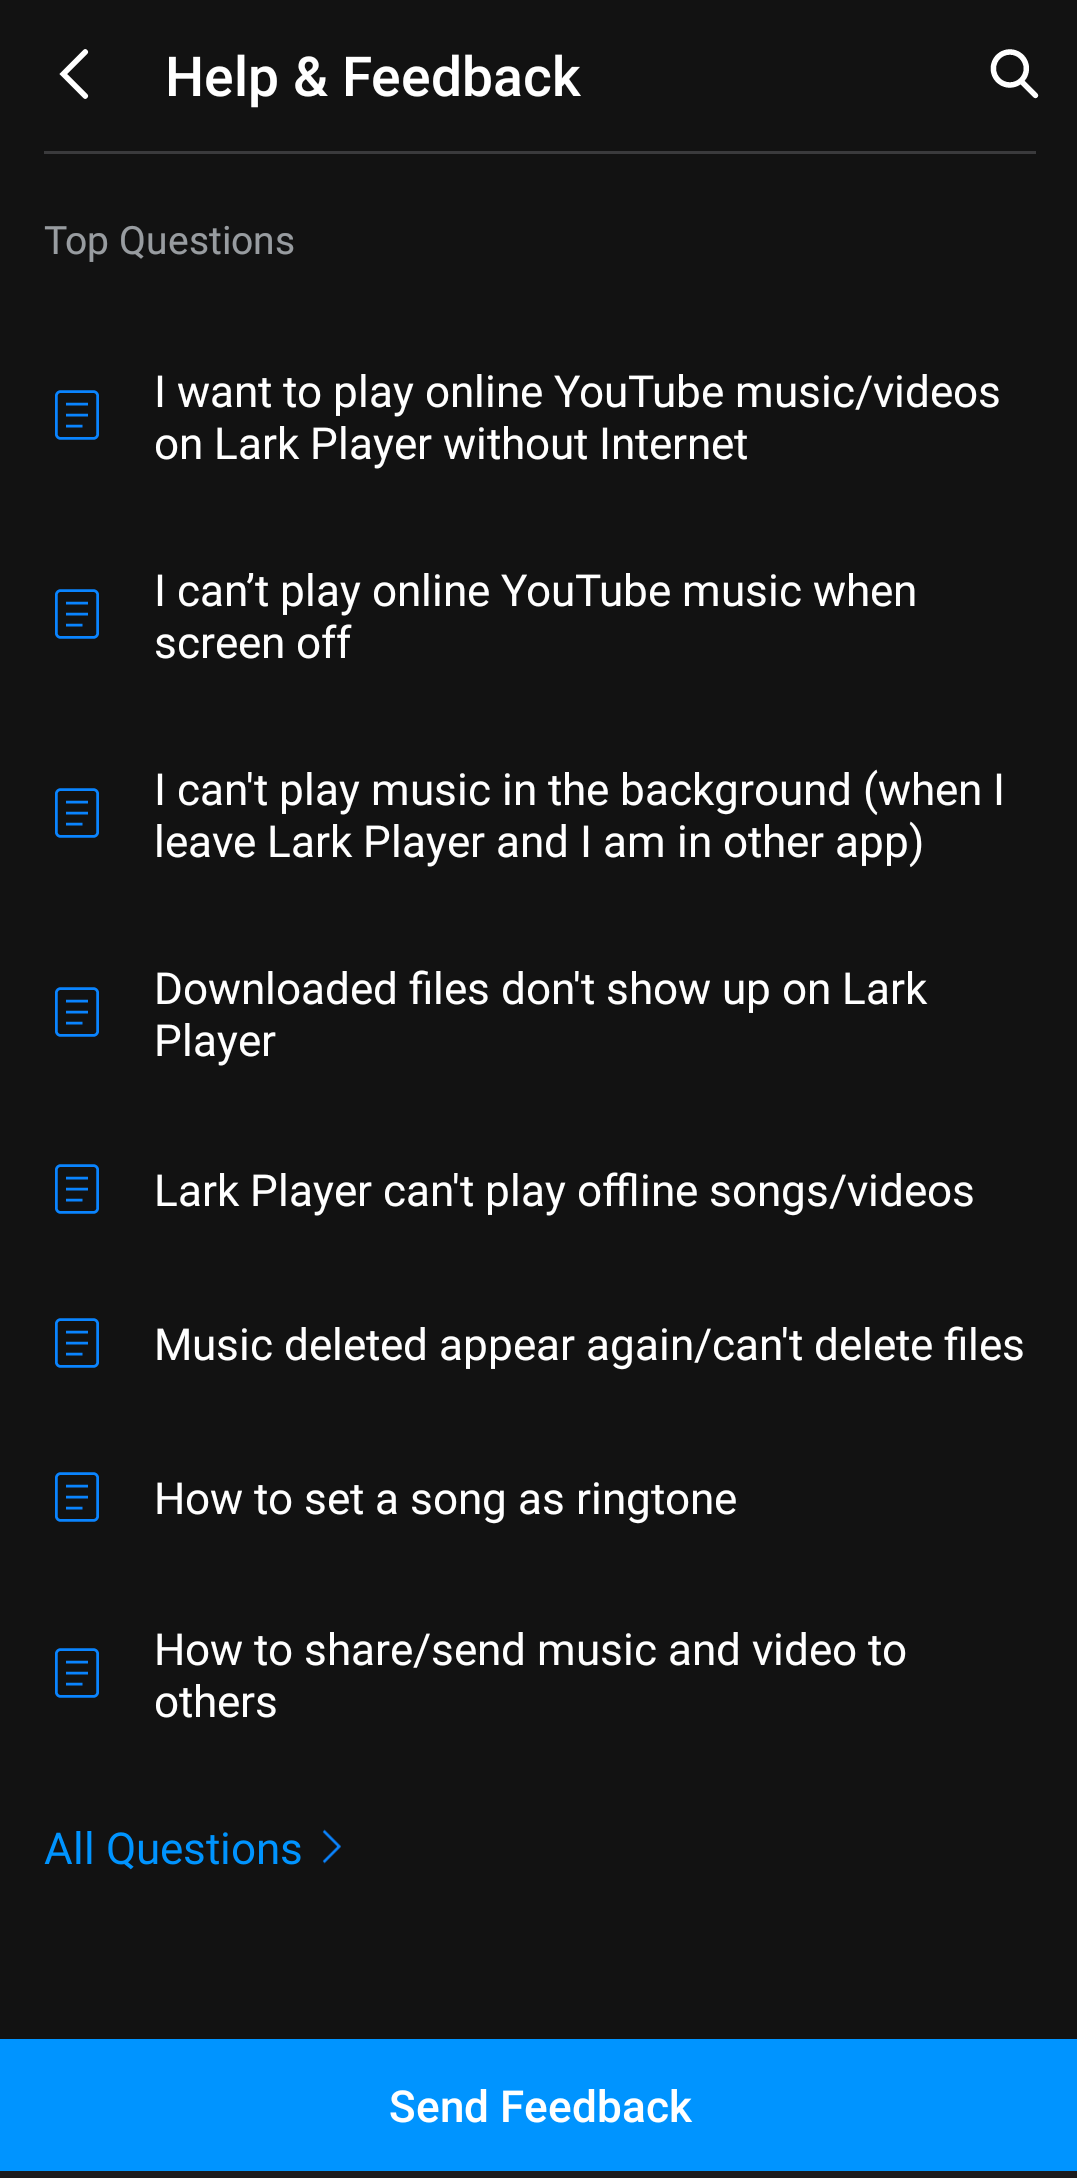 Help & Feedback
Top Questions
I want to play online YouTube music/videos
on Lark Player without Internet
I can’t play online YouTube music when
screen off
I can't play music in the background (when I
leave Lark Player and I am in other app)
Downloaded files don't show up on Lark
Player
Lark Player can't play offline songs/videos
Music deleted appear again/can't delete files
How to set a song as ringtone
How to share/send music and video to
others
All Questions
Send Feedback